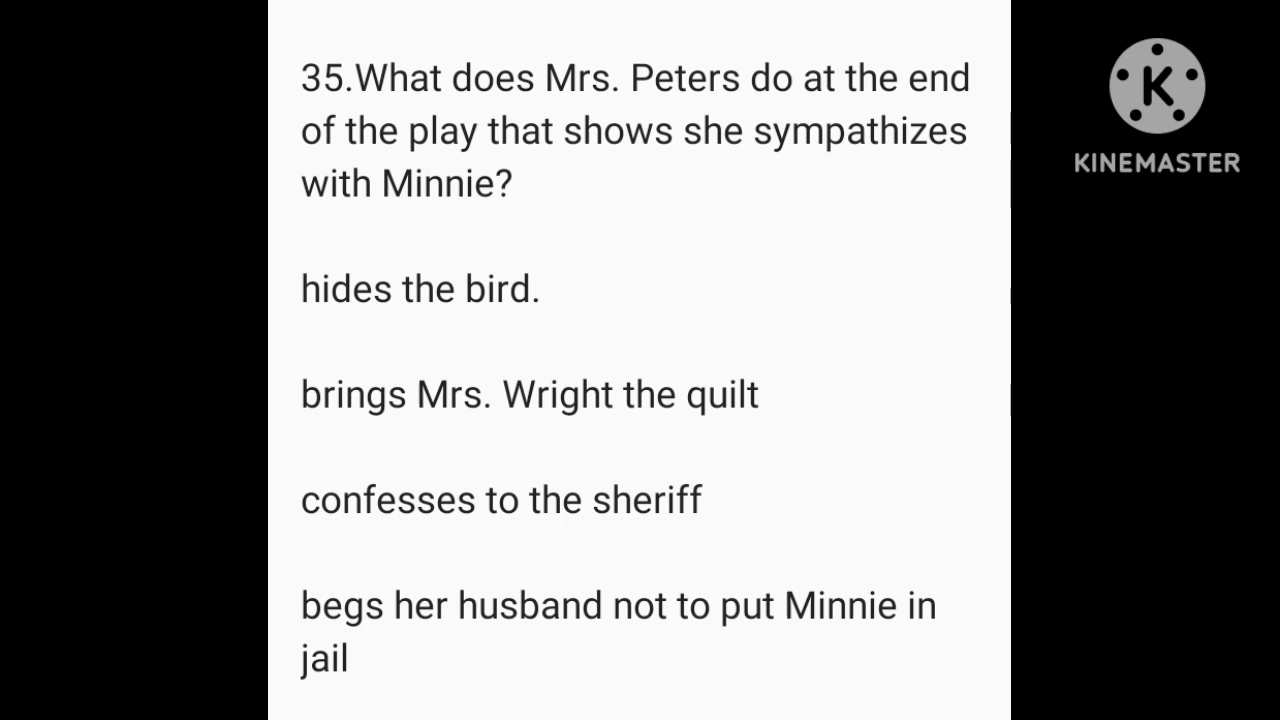 35.What does Mrs. Peters do at the end
of the play that shows she sympathizes
with Minnie?
hides the bird.
brings Mrs. Wright the quilt
confesses to the sheriff
begs her husband not to put Minnie in
jail
K
KINEMASTER